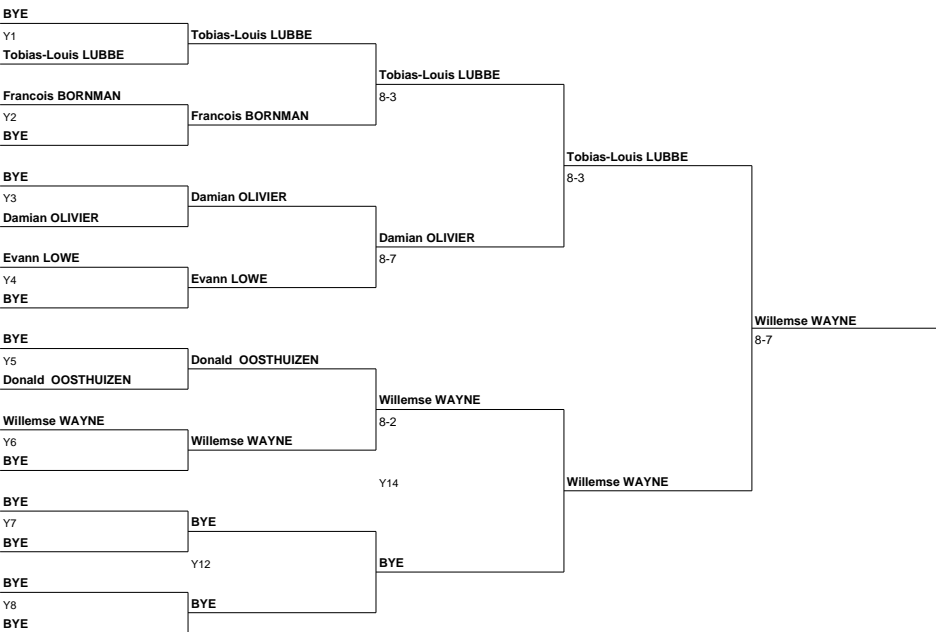 BYE
Y1
Tobias-Louis LUBBE
Francois BORNMAN
Y2
BYE
BYE
Y3
Damian OLIVIER
Evann LOWE
Y4
BYE
BYE
Y5
Donald  OOSTHUIZEN
Willemse WAYNE
Y6
BYE
BYE
Y7
BYE
BYE
Y8
BYE
Tobias-Louis LUBBE
Francois BORNMAN
Damian OLIVIER
Evann LOWE
Donald  OOSTHUIZEN
Willemse WAYNE
BYE
Y12
BYE
Tobias-Louis LUBBE
8-3
Damian OLIVIER
8-7
Willemse WAYNE
8-2
Y14
BYE
Tobias-Louis LUBBE
8-3
Willemse WAYNE
Willemse WAYNE
8-7